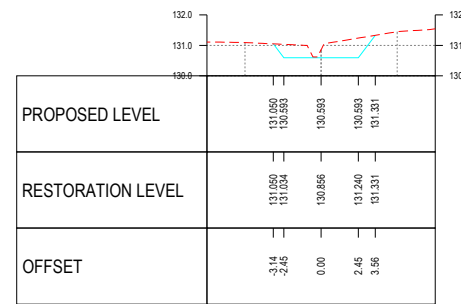 132.0 132
131.0 131
130.0 130
PROPOSED LEVEL 131.050 130.593 130.593 130.593 131.331
RESTORATION LEVEL 131.050 131.034 130.856 131.240 131.331
OFFSET -3.14 -2.45 0.00 2.45 3.56